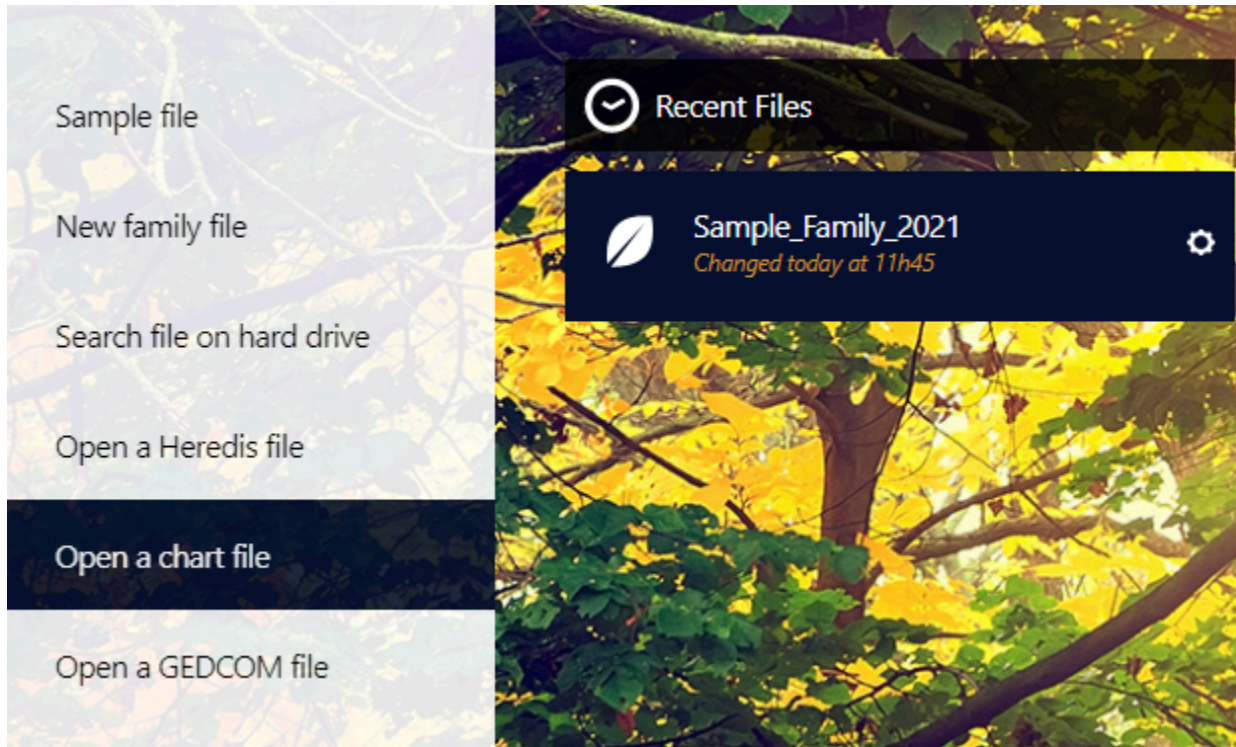 Sample file
New family file
Search file on hard drive
Open a Heredis file
Open a chart file
Open a GEDCOM file
Recent Files
Sample_Family_2021
Changed today at 11h45